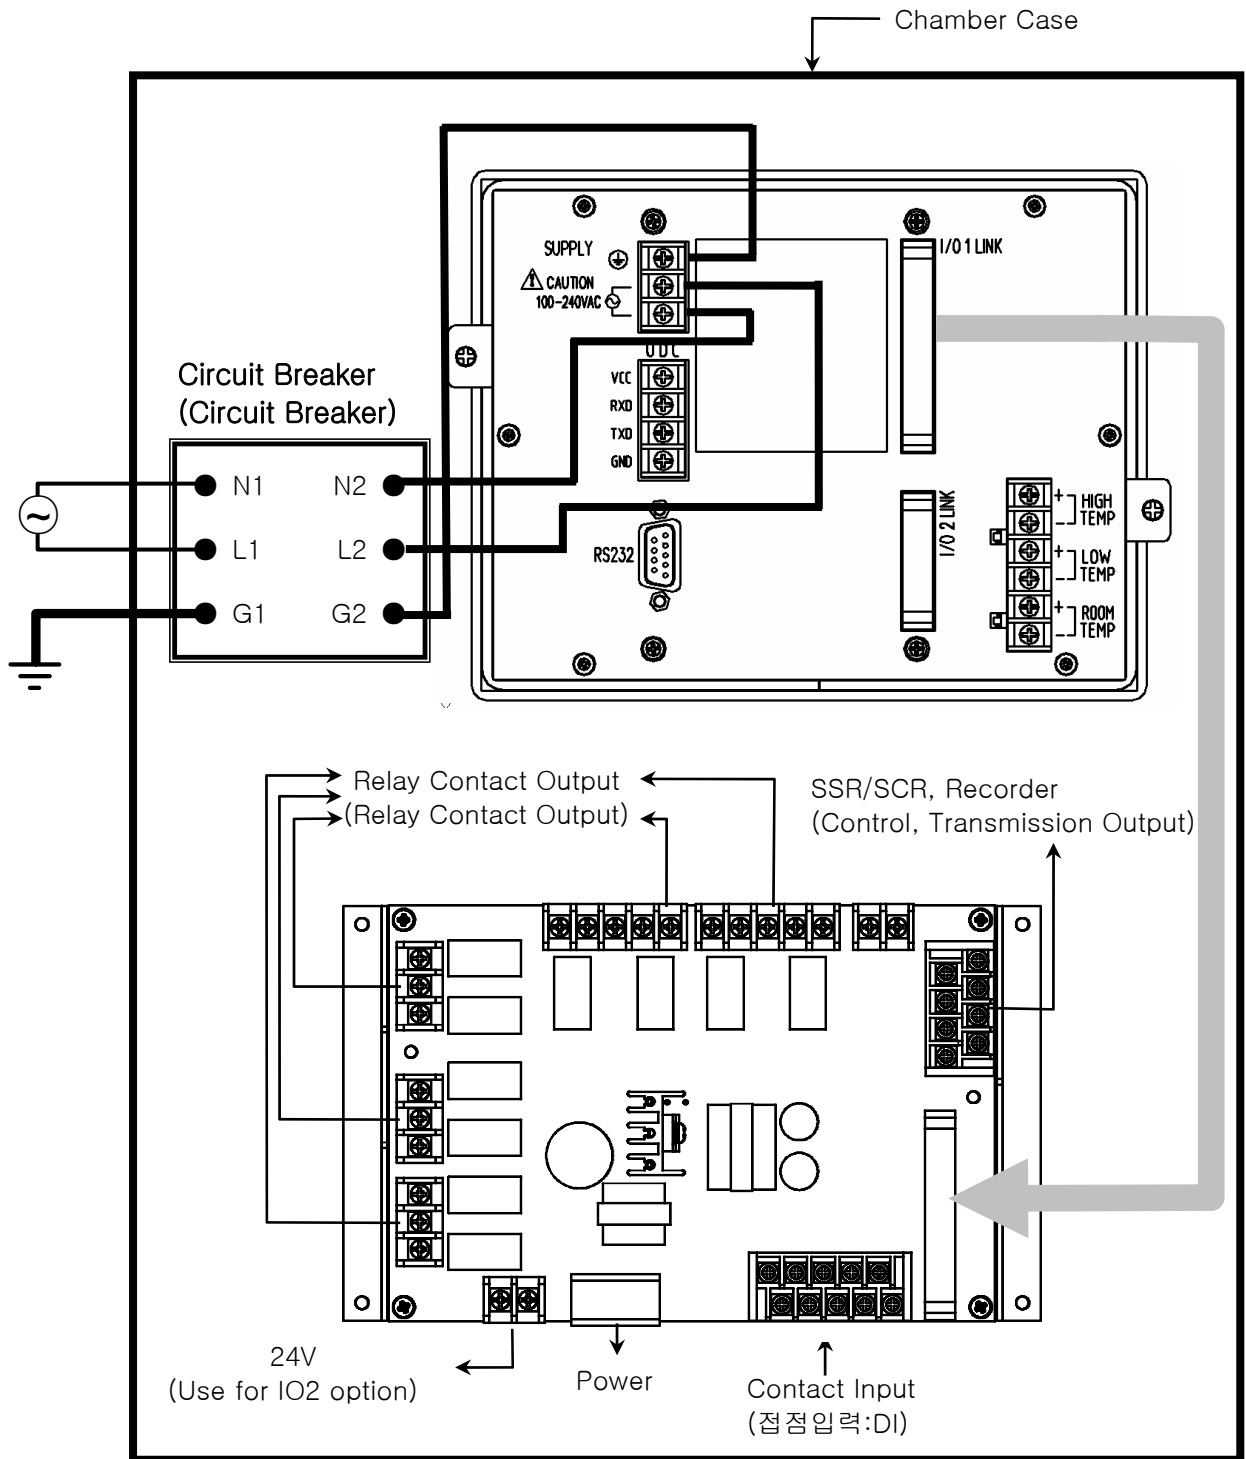 Chamber Case
SUPPLY
CAUTION
100-240VAC
I/O 1 LINK
Circuit Breaker
(Circuit Breaker)
VCC
RXD
TXD
GND
N1 N2
L1 L2
G1 G2
RS232
I/O 2 LINK
+
HIGH
-
TEMP
+
LOW
-
TEMP
+
ROOM
-
TEMP
~
Relay Contact Output
(Relay Contact Output)
SSR/SCR, Recorder
(Control, Transmission Output)
24V
(Use for IO2 option)
Power
Contact Input
(접점입력:DI)